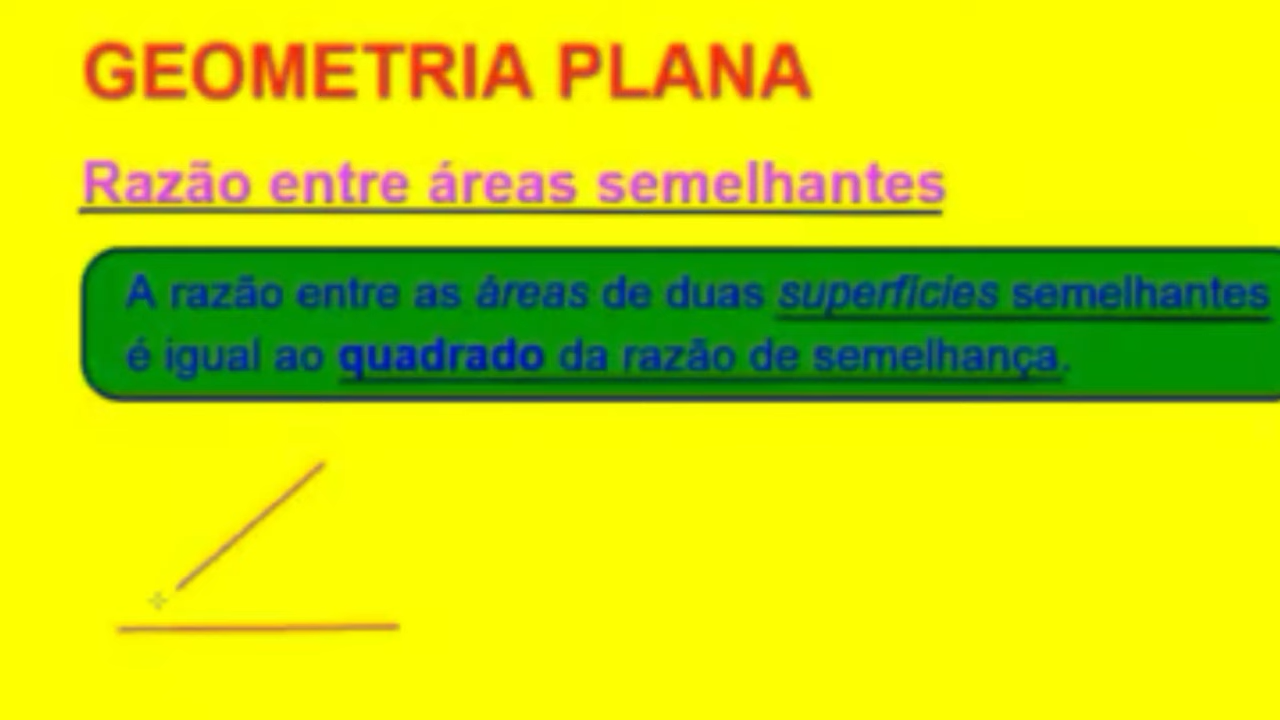 GEOMETRIA PLANA
Razão entre áreas semelhantes
A razão entre as áreas de duas superfícies semelhantes
é igual ao quadrado da razão de semelhança.